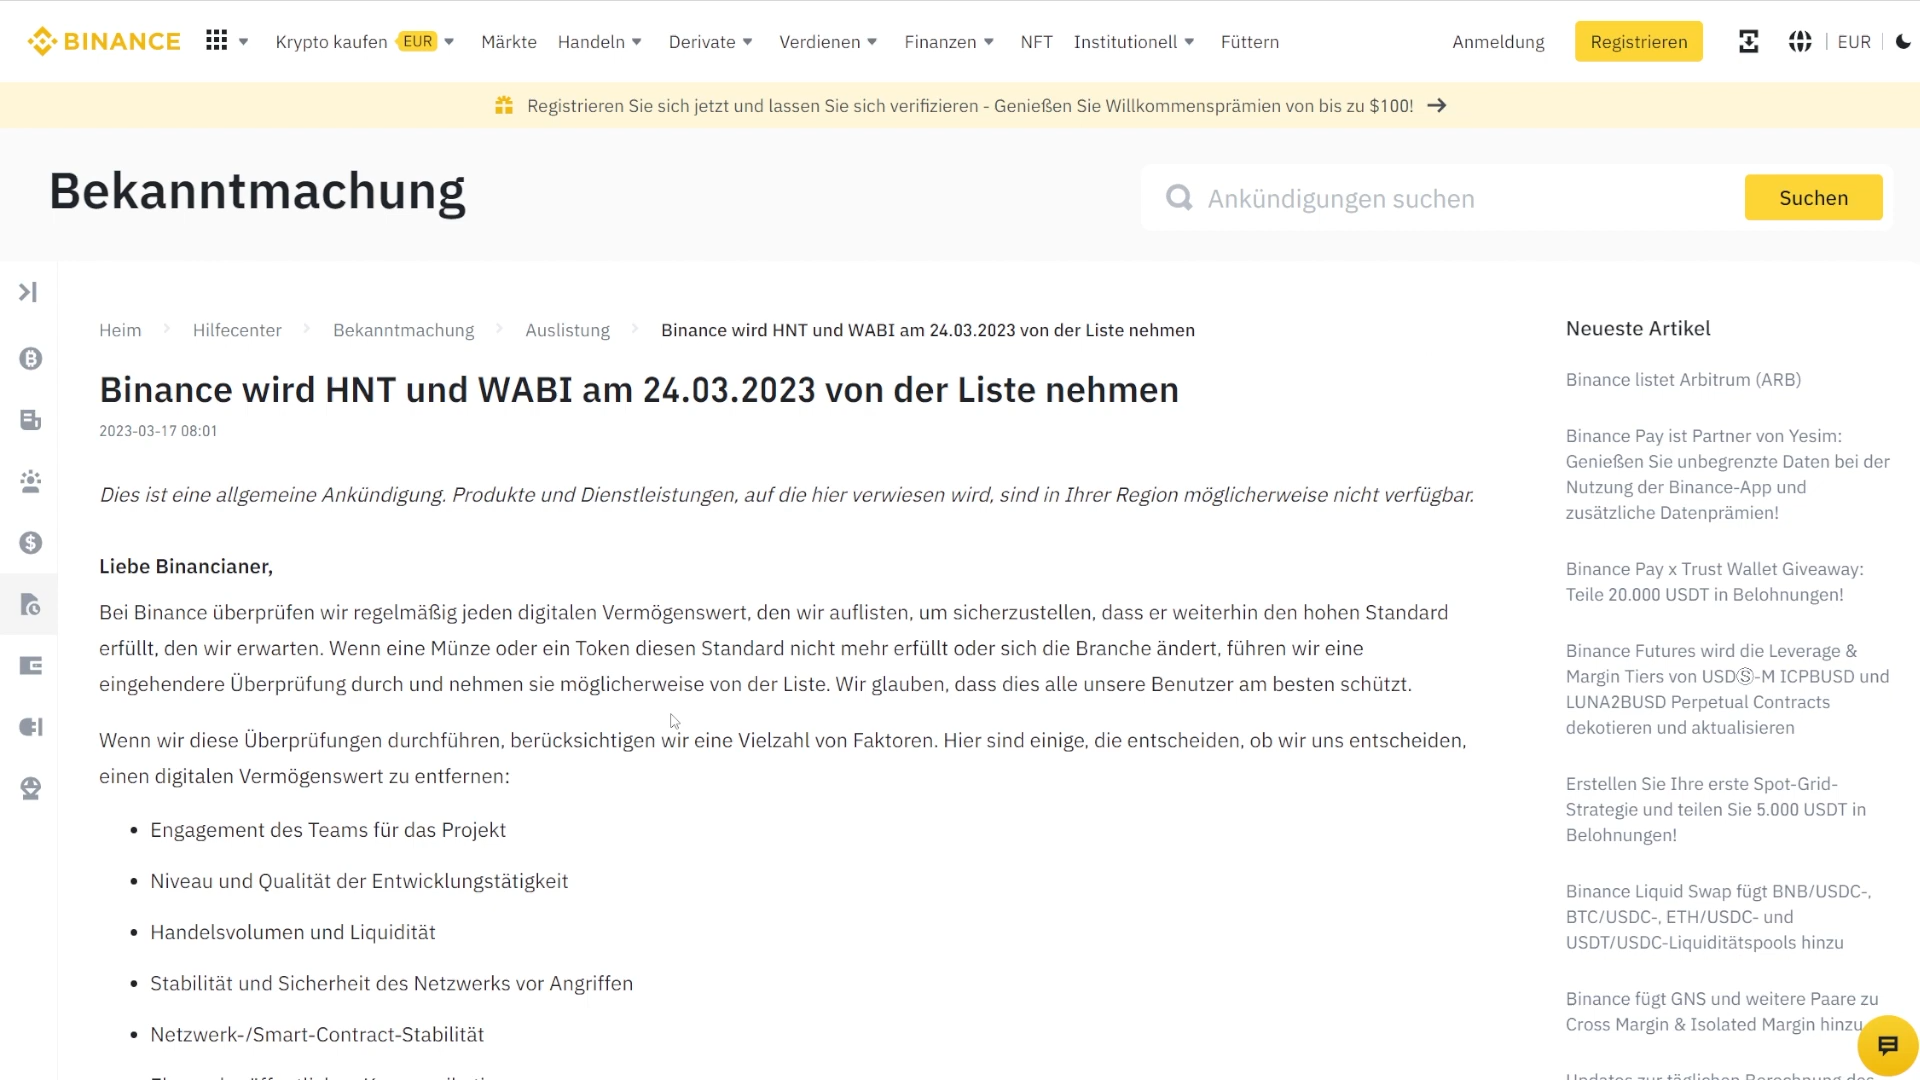 BINANCE Krypto kaufen EUR Märkte Handeln Derivate Verdienen Finanzen NFT Institutionell Füttern Anmeldung Registrieren EUR
Registrieren Sie sich jetzt und lassen Sie sich verifizieren - Genießen Sie Willkommensprämien von bis zu $100!
Bekanntmachung
Ankündigungen suchen
Suchen
Heim Hilfecenter Bekanntmachung Auslistung Binance wird HNT und WABI am 24.03.2023 von der Liste nehmen
Binance wird HNT und WABI am 24.03.2023 von der Liste nehmen
2023-03-17 08:01
Dies ist eine allgemeine Ankündigung. Produkte und Dienstleistungen, auf die hier verwiesen wird, sind in Ihrer Region möglicherweise nicht verfügbar.
Liebe Binancianer,
Bei Binance überprüfen wir regelmäßig jeden digitalen Vermögenswert, den wir auflisten, um sicherzustellen, dass er weiterhin den hohen Standard
erfüllt, den wir erwarten. Wenn eine Münze oder ein Token diesen Standard nicht mehr erfüllt oder sich die Branche ändert, führen wir eine
eingehendere Überprüfung durch und nehmen sie möglicherweise von der Liste. Wir glauben, dass dies alle unsere Benutzer am besten schützt.
Wenn wir diese Überprüfungen durchführen, berücksichtigen wir eine Vielzahl von Faktoren. Hier sind einige, die entscheiden, ob wir uns entscheiden,
einen digitalen Vermögenswert zu entfernen:
• Engagement des Teams für das Projekt
• Niveau und Qualität der Entwicklungstätigkeit
• Handelsvolumen und Liquidität
• Stabilität und Sicherheit des Netzwerks vor Angriffen
• Netzwerk-/Smart-Contract-Stabilität
Neueste Artikel
Binance listet Arbitrum (ARB)
Binance Pay ist Partner von Yesim:
Genießen Sie unbegrenzte Daten bei der
Nutzung der Binance-App und
zusätzliche Datenprämien!
Binance Pay x Trust Wallet Giveaway:
Teile 20.000 USDT in Belohnungen!
Binance Futures wird die Leverage &
Margin Tiers von USDⓈ-M ICPBUSD und
LUNA2BUSD Perpetual Contracts
dekotieren und aktualisieren
Erstellen Sie Ihre erste Spot-Grid-
Strategie und teilen Sie 5.000 USDT in
Belohnungen!
Binance Liquid Swap fügt BNB/USDC-,
BTC/USDC-, ETH/USDC- und
USDT/USDC-Liquiditätspools hinzu
Binance fügt GNS und weitere Paare zu
Cross Margin & Isolated Margin hinzu